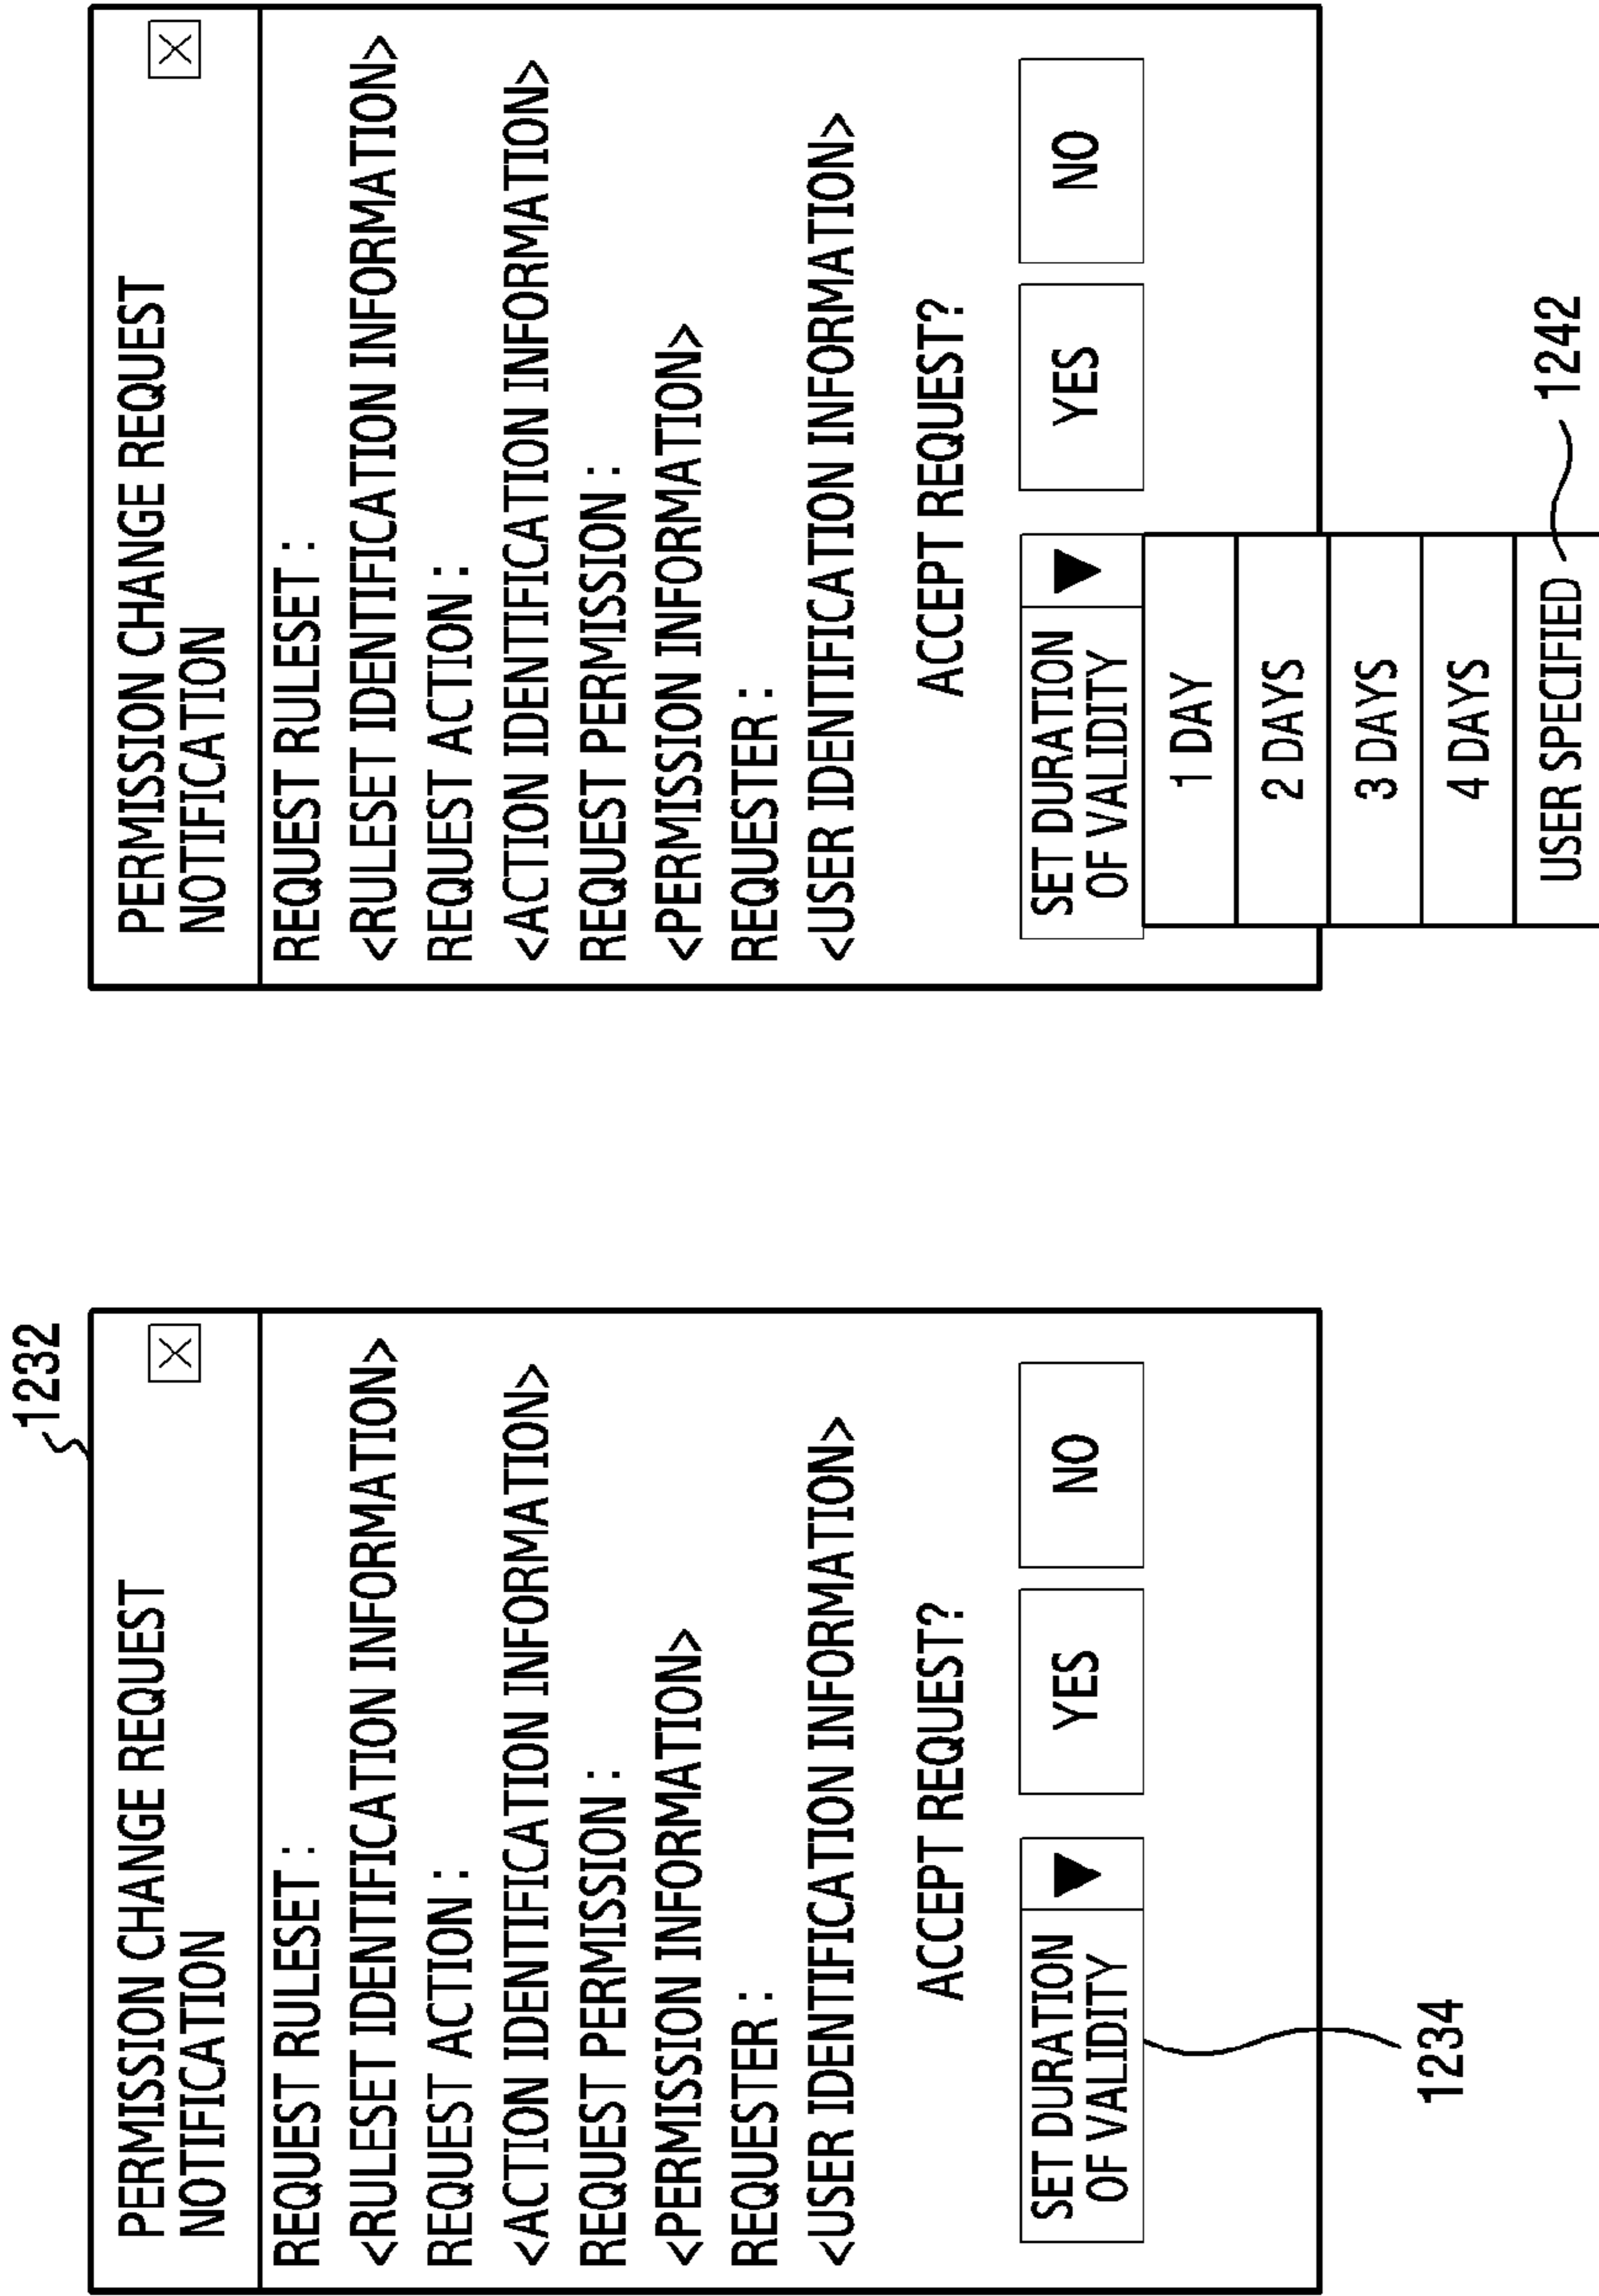 1232
PERMISSION CHANGE REQUEST
NOTIFICATION
X
REQUEST RULESET :
<RULESET IDENTIFICATION INFORMATION>
REQUEST ACTION :
<ACTION IDENTIFICATION INFORMATION>
REQUEST PERMISSION :
<PERMISSION INFORMATION>
REQUESTER :
<USER IDENTIFICATION INFORMATION>
ACCEPT REQUEST?
SET DURATION
OF VALIDITY
YES
NO
1234
PERMISSION CHANGE REQUEST
NOTIFICATION
X
REQUEST RULESET :
<RULESET IDENTIFICATION INFORMATION>
REQUEST ACTION :
<ACTION IDENTIFICATION INFORMATION>
REQUEST PERMISSION :
<PERMISSION INFORMATION>
REQUESTER :
<USER IDENTIFICATION INFORMATION>
ACCEPT REQUEST?
SET DURATION
OF VALIDITY
YES
NO
1 DAY
2 DAYS
3 DAYS
4 DAYS
USER SPECIFIED
1242